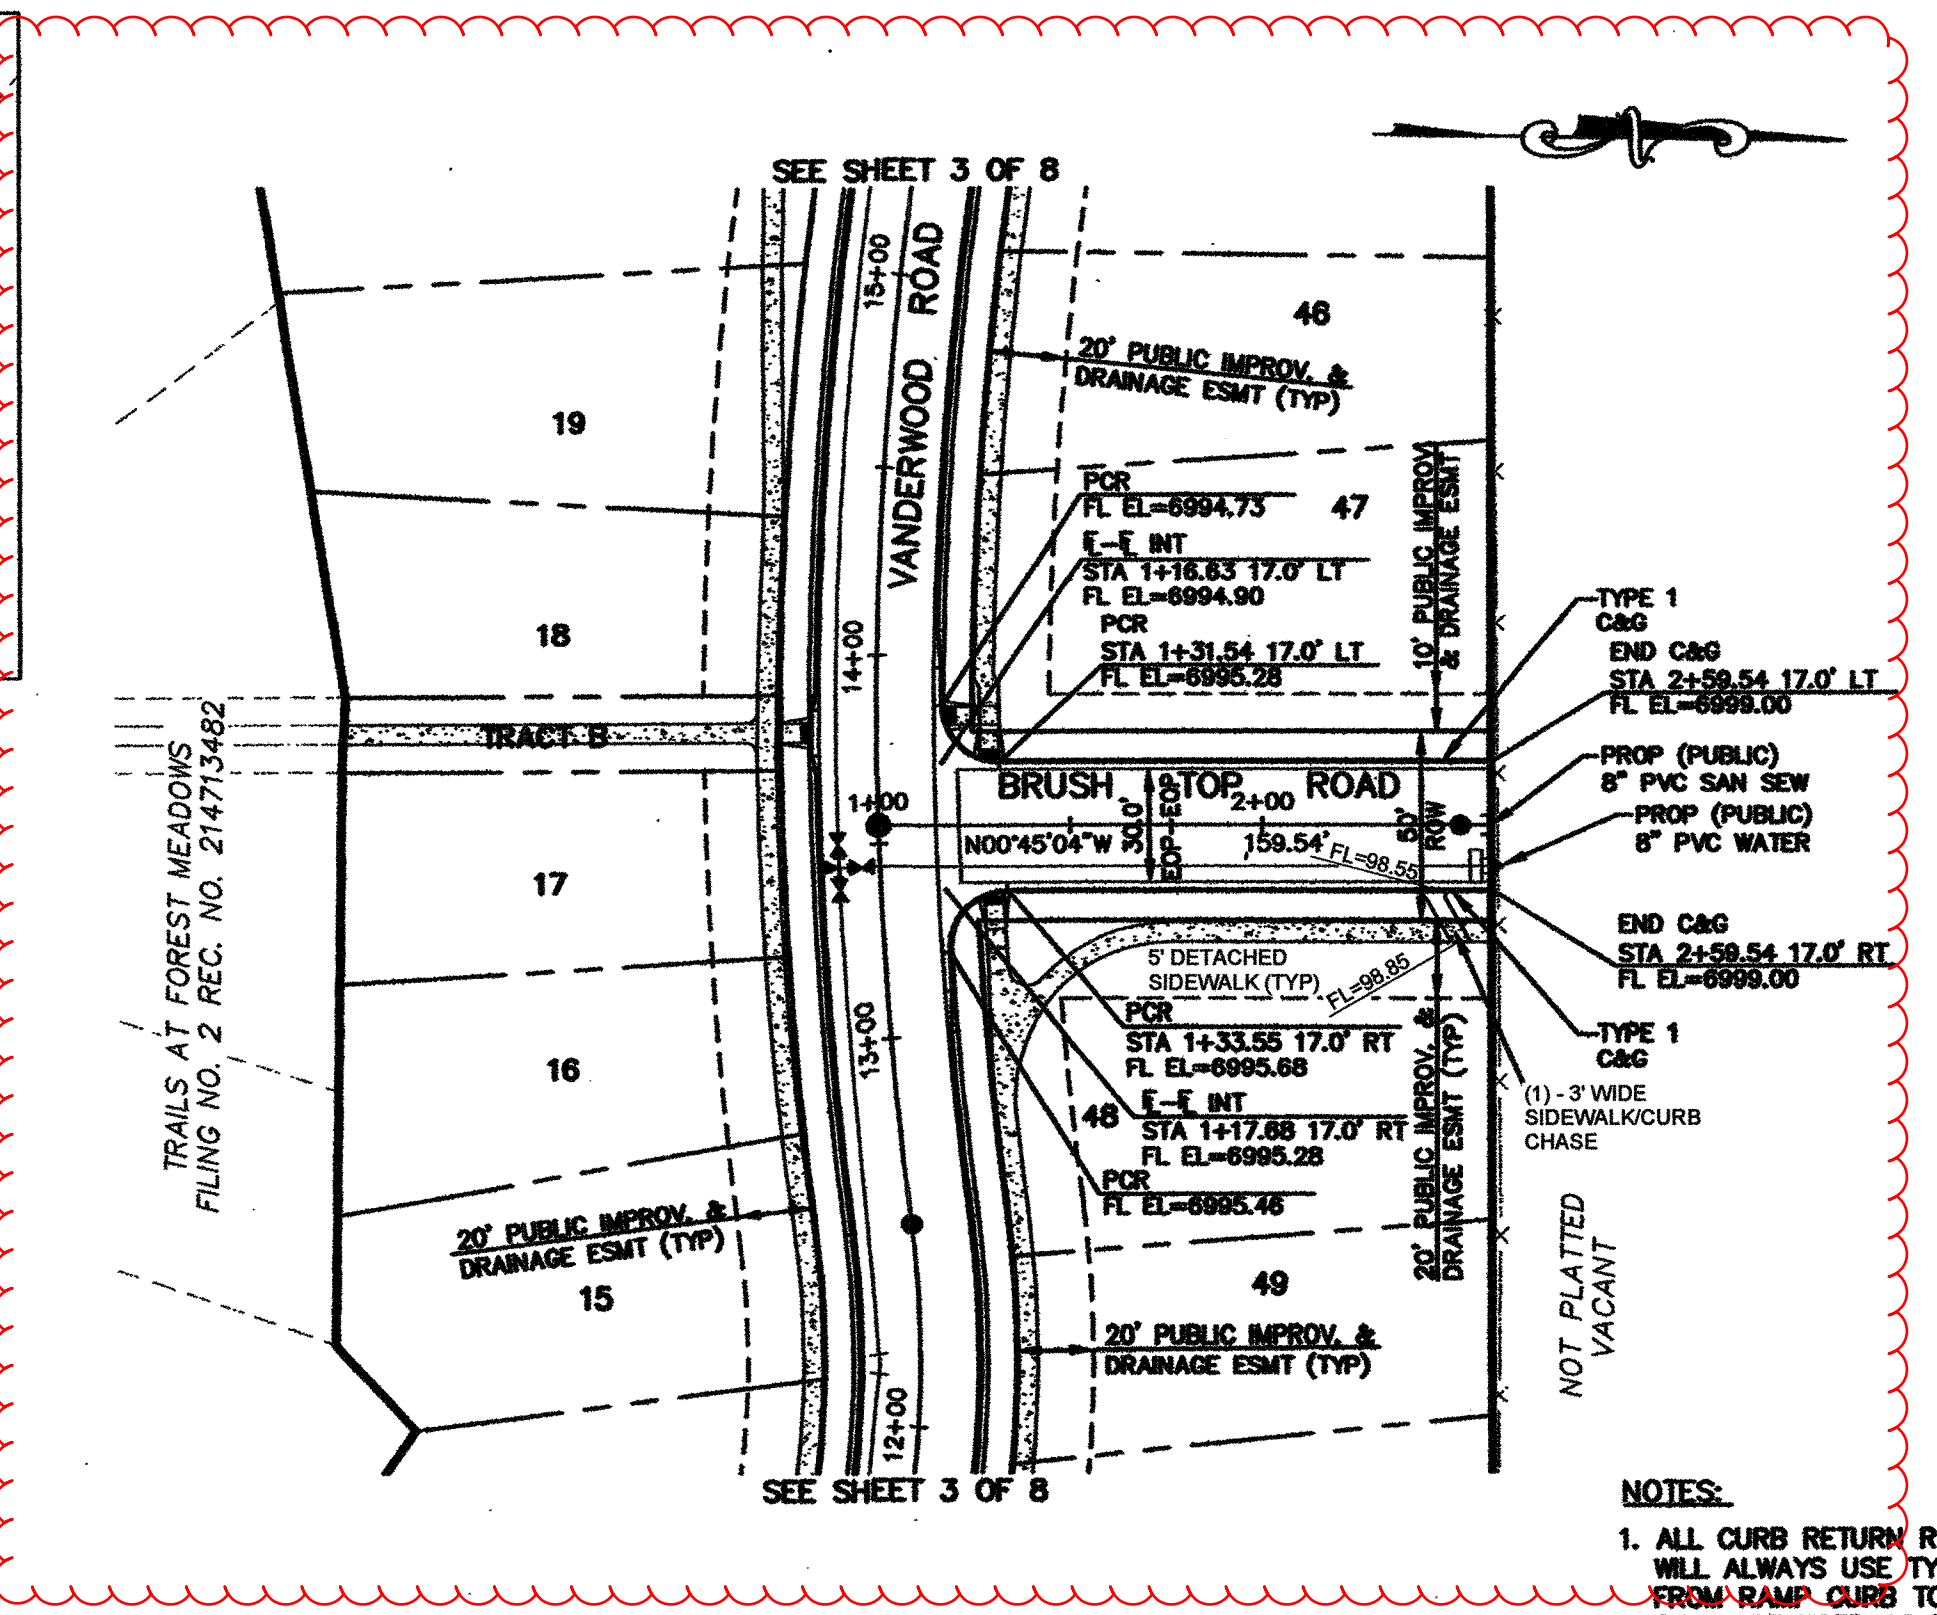 SEE SHEET 3 OF 8
15+00
VANDERWOOD ROAD
46
20' PUBLIC IMPROV. &
DRAINAGE ESMT (TYP)
19
PCR
FL EL=6994.73
47
10' PUBLIC IMPROV.
& DRAINAGE ESMT
FL-FL INT
STA 1+16.63 17.0' LT
FL EL=6994.90
PCR
STA 1+31.54 17.0' LT
FL EL=6995.28
TYPE 1
C&G
END C&G
STA 2+59.54 17.0' LT
FL EL=6999.00
18
14+00
TRACT B
TRAILS AT FOREST MEADOWS
FILING NO. 2 REC. NO. 214713482
PROP (PUBLIC)
8" PVC SAN SEW
PROP (PUBLIC)
8" PVC WATER
BRUSH TOP ROAD
1+00
2+00
N00°45'04"W
159.54'
30.0'
EOP-EOP
50'
ROW
FL=98.55
17
END C&G
STA 2+59.54 17.0' RT
FL EL=6999.00
5' DETACHED
SIDEWALK (TYP)
FL=98.85
PCR
STA 1+33.55 17.0' RT
FL EL=6995.68
TYPE 1
C&G
13+00
16
48
FL-FL INT
STA 1+17.68 17.0' RT
FL EL=6995.28
(1) - 3' WIDE
SIDEWALK/CURB
CHASE
PCR
FL EL=6995.46
20' PUBLIC IMPROV. &
DRAINAGE ESMT (TYP)
20' PUBLIC IMPROV. &
DRAINAGE ESMT (TYP)
15
49
NOT PLATTED
VACANT
20' PUBLIC IMPROV. &
DRAINAGE ESMT (TYP)
12+00
SEE SHEET 3 OF 8
NOTES:
1. ALL CURB RETURN R
WILL ALWAYS USE TY
FROM RAMP CURB TO